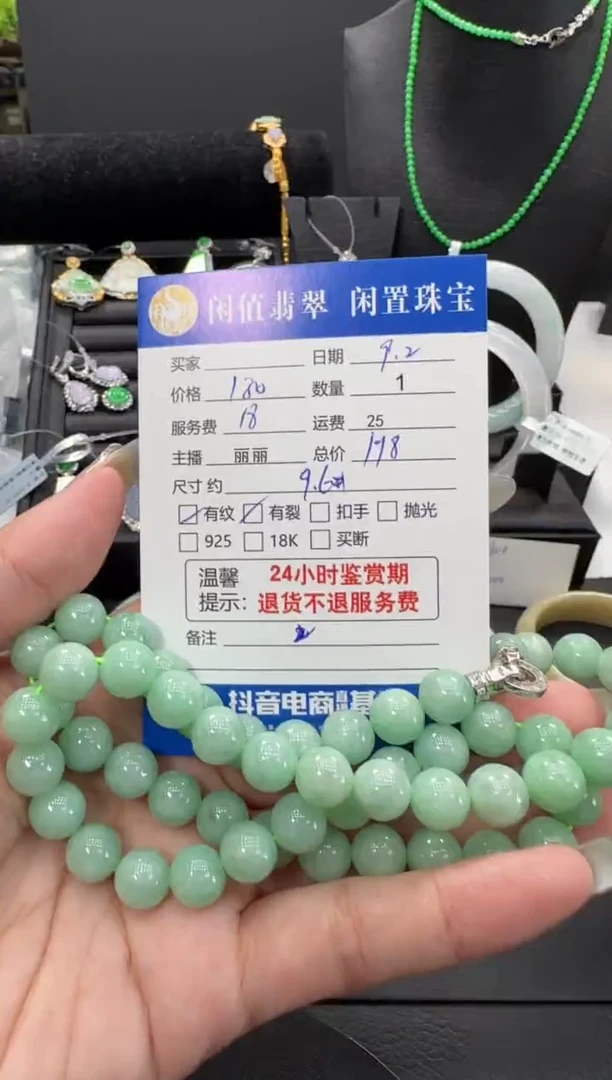 闲值翡翠 闲置珠宝
买家 日期 9.2
价格 180 数量 1
服务费 18 运费 25
主播 丽丽 总价 198
尺寸 约 9.6
有纹 有裂 扣手 抛光
925 18K 买断
温馨 24小时鉴赏期
提示: 退货不退服务费
备注
抖音电商